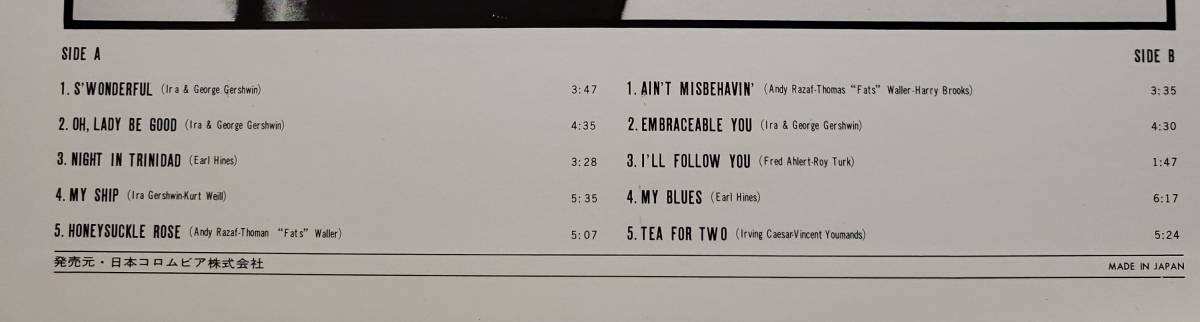 SIDE A
1. S'WONDERFUL (Ira & George Gershwin) 3:47
2. OH, LADY BE GOOD (Ira & George Gershwin) 4:35
3. NIGHT IN TRINIDAD (Earl Hines) 3:28
4. MY SHIP (Ira Gershwin-Kurt Weill) 5:35
5. HONEYSUCKLE ROSE (Andy Razaf-Thoman "Fats" Waller) 5:07
SIDE B
1. AIN'T MISBEHAVIN' (Andy Razaf-Thomas "Fats" Waller-Harry Brooks) 3:35
2. EMBRACEABLE YOU (Ira & George Gershwin) 4:30
3. I'LL FOLLOW YOU (Fred Ahlert-Roy Turk) 1:47
4. MY BLUES (Earl Hines) 6:17
5. TEA FOR TWO (Irving Caesar-Vincent Youmands) 5:24
発売元・日本コロムビア株式会社
MADE IN JAPAN